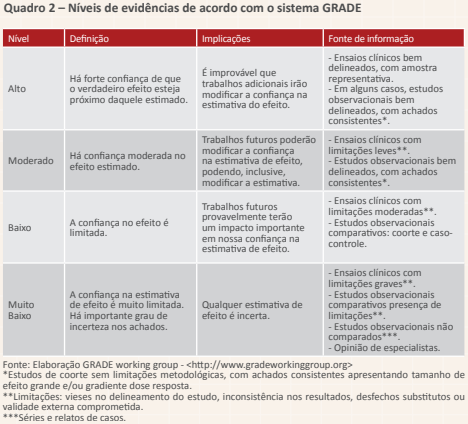 Quadro 2 – Níveis de evidências de acordo com o sistema GRADE
Nível Definição Implicações Fonte de informação
Alto
Há forte confiança de que
o verdadeiro efeito esteja
próximo daquele estimado.
É improvável que
trabalhos adicionais irão
modificar a confiança na
estimativa do efeito.
- Ensaios clínicos bem
delineados, com amostra
representativa.
- Em alguns casos, estudos
observacionais bem
delineados, com achados
consistentes*.
Moderado
Há confiança moderada no
efeito estimado.
Trabalhos futuros poderão
modificar a confiança
na estimativa de efeito,
podendo, inclusive,
modificar a estimativa.
- Ensaios clínicos com
limitações leves**.
- Estudos observacionais bem
delineados, com achados
consistentes*.
Baixo
A confiança no efeito é
limitada.
Trabalhos futuros
provavelmente terão
um impacto importante
em nossa confiança na
estimativa de efeito.
- Ensaios clínicos com
limitações moderadas**.
- Estudos observacionais
comparativos: coorte e caso-
controle.
Muito
Baixo
A confiança na estimativa
de efeito é muito limitada.
Há importante grau de
incerteza nos achados.
Qualquer estimativa de
efeito é incerta.
- Ensaios clínicos com
limitações graves**.
- Estudos observacionais
comparativos presença de
limitações**.
- Estudos observacionais não
comparados***.
- Opinião de especialistas.
Fonte: Elaboração GRADE working group - <http://www.gradeworkinggroup.org>
*Estudos de coorte sem limitações metodológicas, com achados consistentes apresentando tamanho de
efeito grande e/ou gradiente dose resposta.
**Limitações: vieses no delineamento do estudo, inconsistência nos resultados, desfechos substitutos ou
validade externa comprometida.
***Séries e relatos de casos.